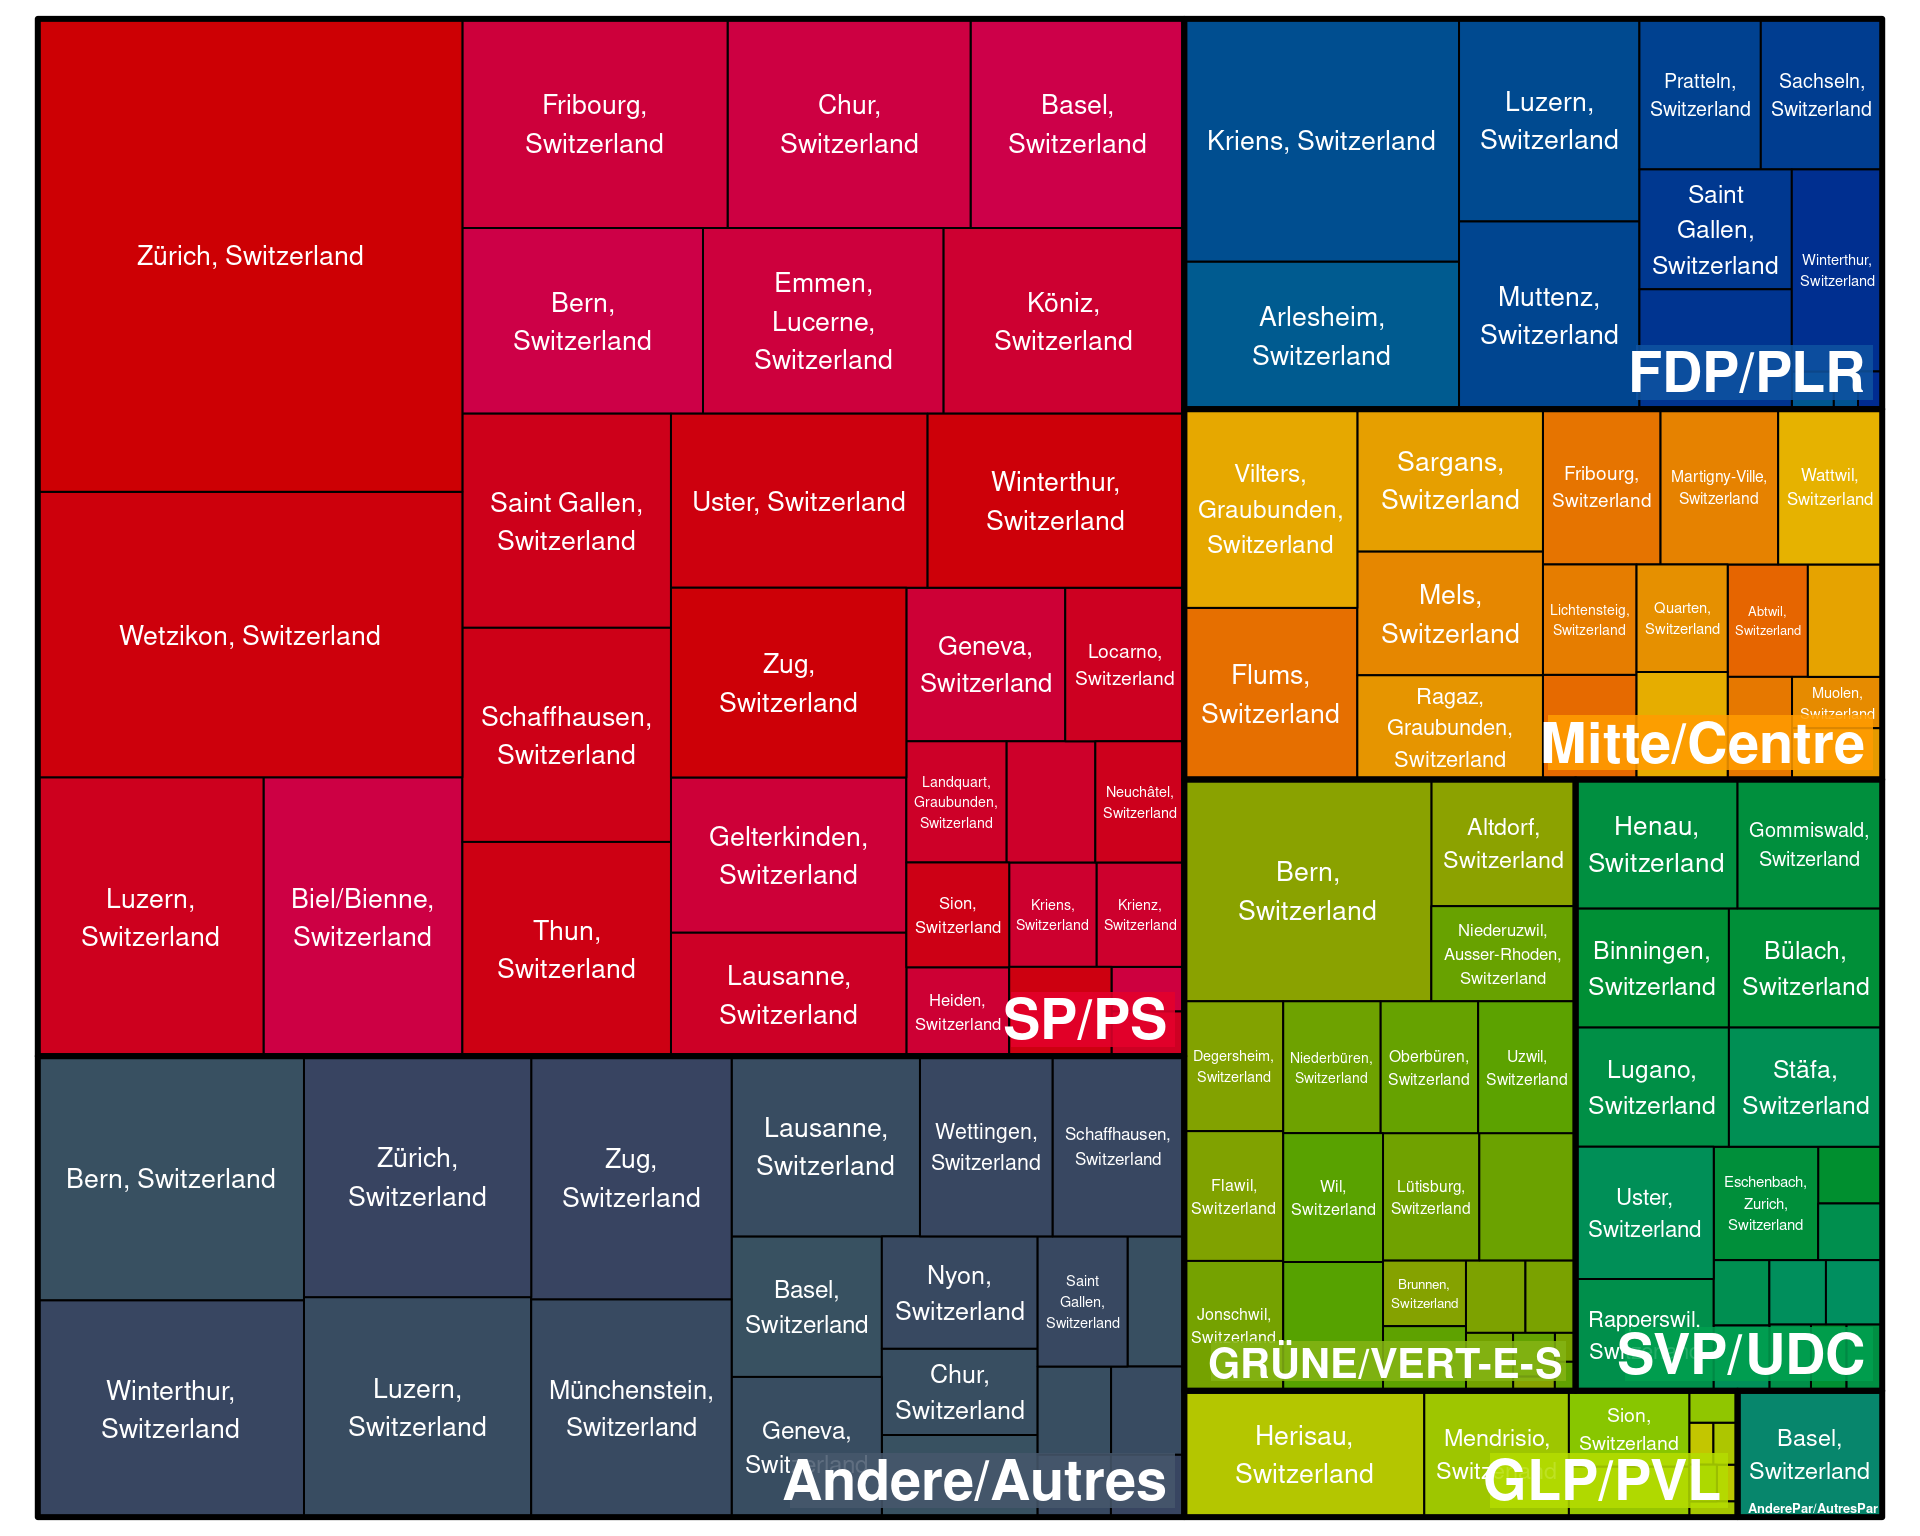 Zürich, Switzerland
Wetzikon, Switzerland
Luzern,
Switzerland
Biel/Bienne,
Switzerland
Fribourg,
Switzerland
Chur,
Switzerland
Basel,
Switzerland
Bern,
Switzerland
Emmen,
Lucerne,
Switzerland
Köniz,
Switzerland
Saint Gallen,
Switzerland
Uster, Switzerland
Winterthur,
Switzerland
Schaffhausen,
Switzerland
Thun,
Switzerland
Zug,
Switzerland
Gelterkinden,
Switzerland
Lausanne,
Switzerland
Geneva,
Switzerland
Locarno,
Switzerland
Landquart,
Graubunden,
Switzerland
Neuchâtel,
Switzerland
Sion,
Switzerland
Kriens,
Switzerland
Krienz,
Switzerland
Heiden,
Switzerland
SP/PS
Bern, Switzerland
Winterthur,
Switzerland
Zürich,
Switzerland
Luzern,
Switzerland
Zug,
Switzerland
Münchenstein,
Switzerland
Lausanne,
Switzerland
Wettingen,
Switzerland
Schaffhausen,
Switzerland
Basel,
Switzerland
Geneva,
Switzerland
Nyon,
Switzerland
Chur,
Switzerland
Saint
Gallen,
Switzerland
Andere/Autres
Kriens, Switzerland
Arlesheim,
Switzerland
Luzern,
Switzerland
Muttenz,
Switzerland
Pratteln,
Switzerland
Sachseln,
Switzerland
Saint
Gallen,
Switzerland
Winterthur,
Switzerland
FDP/PLR
Vilters,
Graubunden,
Switzerland
Flums,
Switzerland
Sargans,
Switzerland
Mels,
Switzerland
Ragaz,
Graubunden,
Switzerland
Fribourg,
Switzerland
Martigny-Ville,
Switzerland
Wattwil,
Switzerland
Lichtensteig,
Switzerland
Quarten,
Switzerland
Abtwil,
Switzerland
Muolen,
Switzerland
Mitte/Centre
Bern,
Switzerland
Altdorf,
Switzerland
Niederuzwil,
Ausser-Rhoden,
Switzerland
Degersheim,
Switzerland
Niederbüren,
Switzerland
Oberbüren,
Switzerland
Uzwil,
Switzerland
Flawil,
Switzerland
Wil,
Switzerland
Lütisburg,
Switzerland
Jonschwil,
Switzerland
Brunnen,
Switzerland
GRÜNE/VERT-E-S
Henau,
Switzerland
Gommiswald,
Switzerland
Binningen,
Switzerland
Bülach,
Switzerland
Lugano,
Switzerland
Stäfa,
Switzerland
Uster,
Switzerland
Eschenbach,
Zurich,
Switzerland
Rapperswil,
Switzerland
SVP/UDC
Herisau,
Switzerland
Mendrisio,
Switzerland
Sion,
Switzerland
GLP/PVL
Basel,
Switzerland
AnderePar/AutresPar